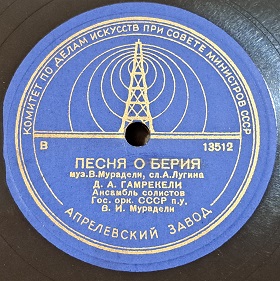 КОМИТЕТ ПО ДЕЛАМ ИСКУССТВ ПРИ СОВЕТЕ МИНИСТРОВ СССР
В 13512
ПЕСНЯ О БЕРИЯ
муз. В. Мурадели, сл. А. Лугина
Д. А. ГАМРЕКЕЛИ
Ансамбль солистов
Гос. орк. СССР п.у.
В. И. Мурадели
АПРЕЛЕВСКИЙ ЗАВОД